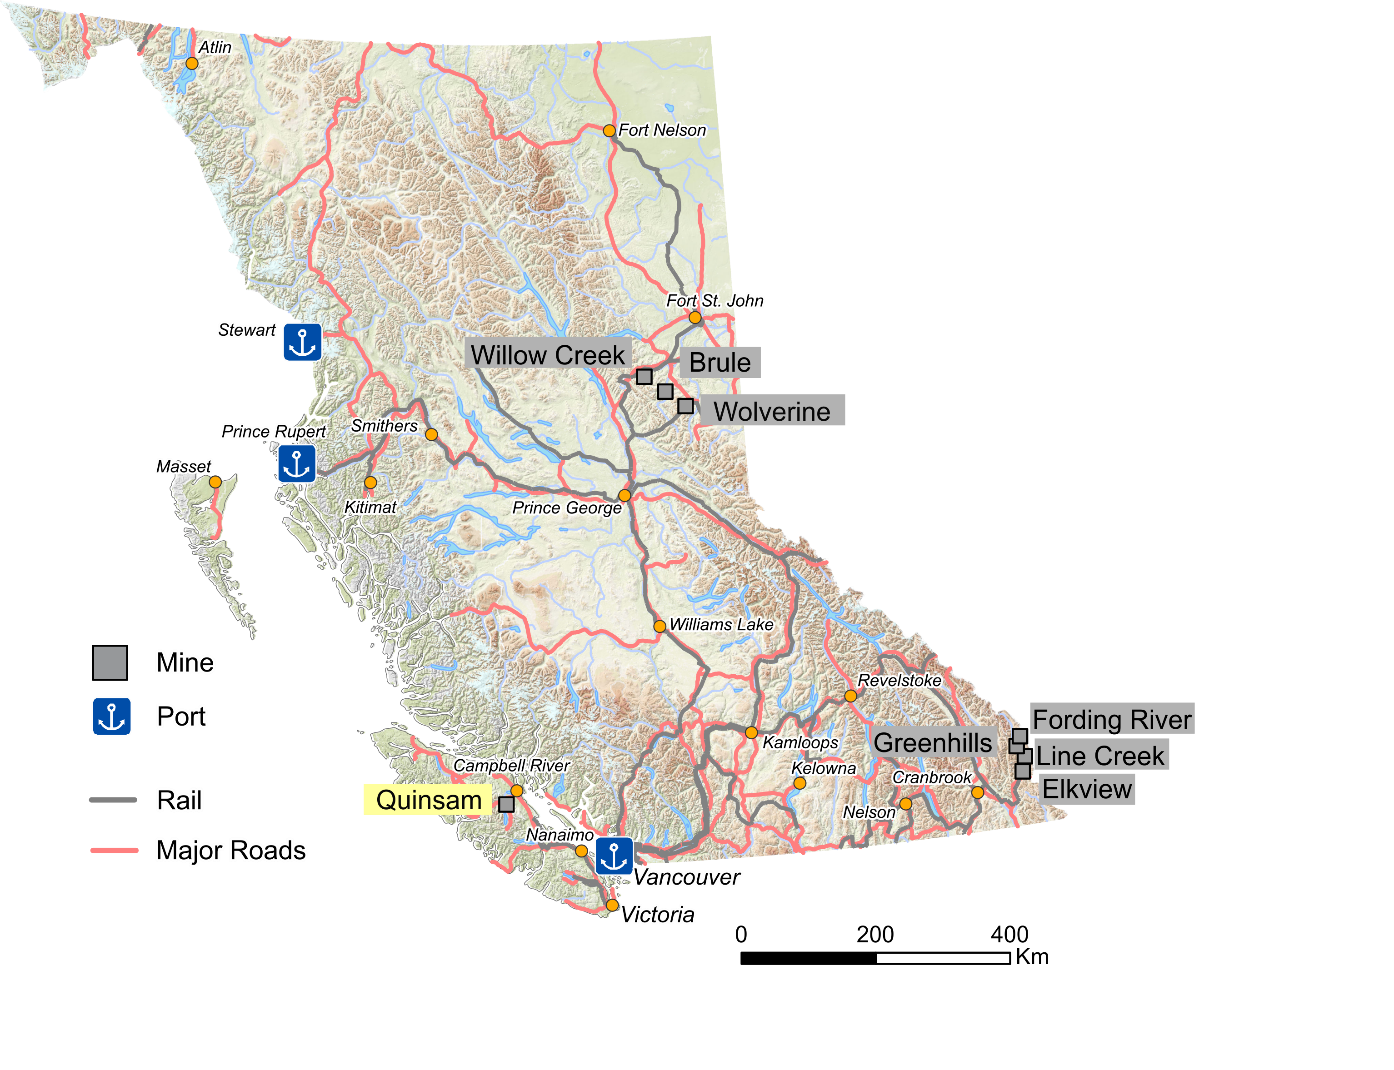 Atlin
Fort Nelson
Fort St. John
Stewart
Willow Creek
Brule
Wolverine
Prince Rupert
Smithers
Masset
Kitimat
Prince George
Williams Lake
Mine
Port
Revelstoke
Fording River
Kamloops
Greenhills
Line Creek
Campbell River
Kelowna
Cranbrook
Elkview
Rail
Quinsam
Nelson
Nanaimo
Major Roads
Vancouver
Victoria
0 200 400
Km